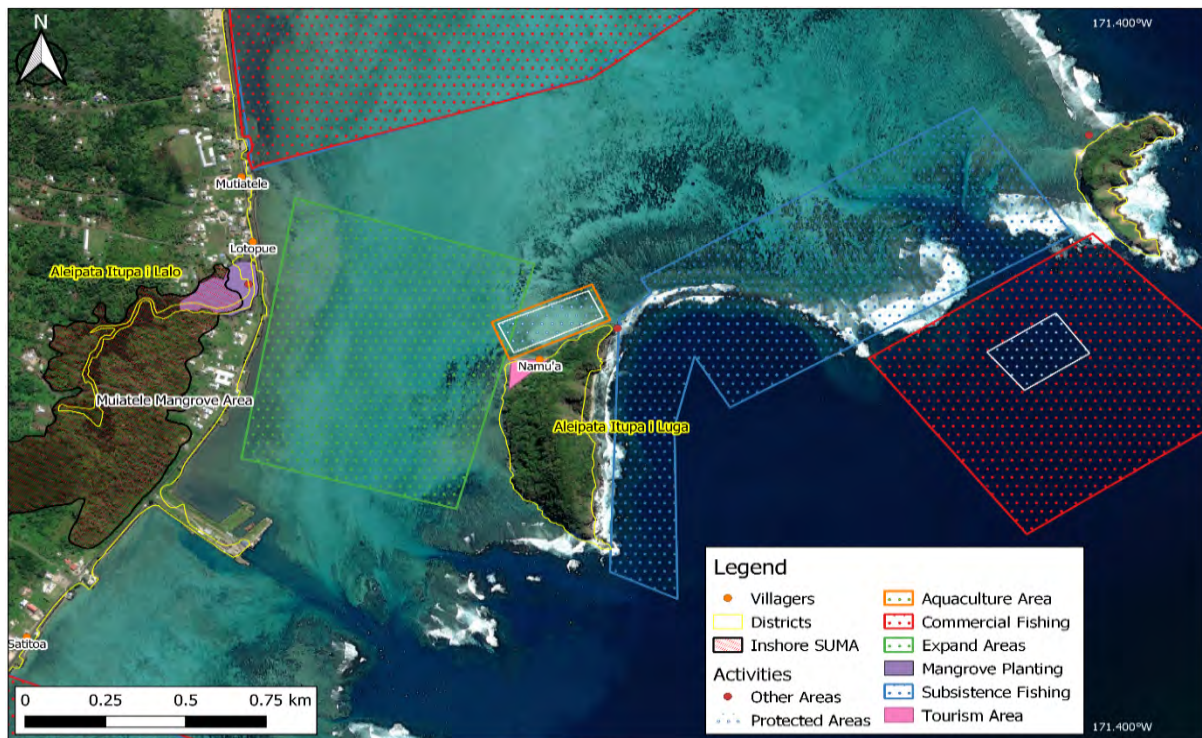 N
171.400°W
Mutiatele
Lotopue
Aleipata Itupa i Lalo
Namu'a
Muiatele Mangrove Area
Aleipata Itupa i Luga
Satitoa
0 0.25 0.5 0.75 km
Legend
Villagers
Districts
Inshore SUMA
Activities
Other Areas
Protected Areas
Aquaculture Area
Commercial Fishing
Expand Areas
Mangrove Planting
Subsistence Fishing
Tourism Area
171.400°W